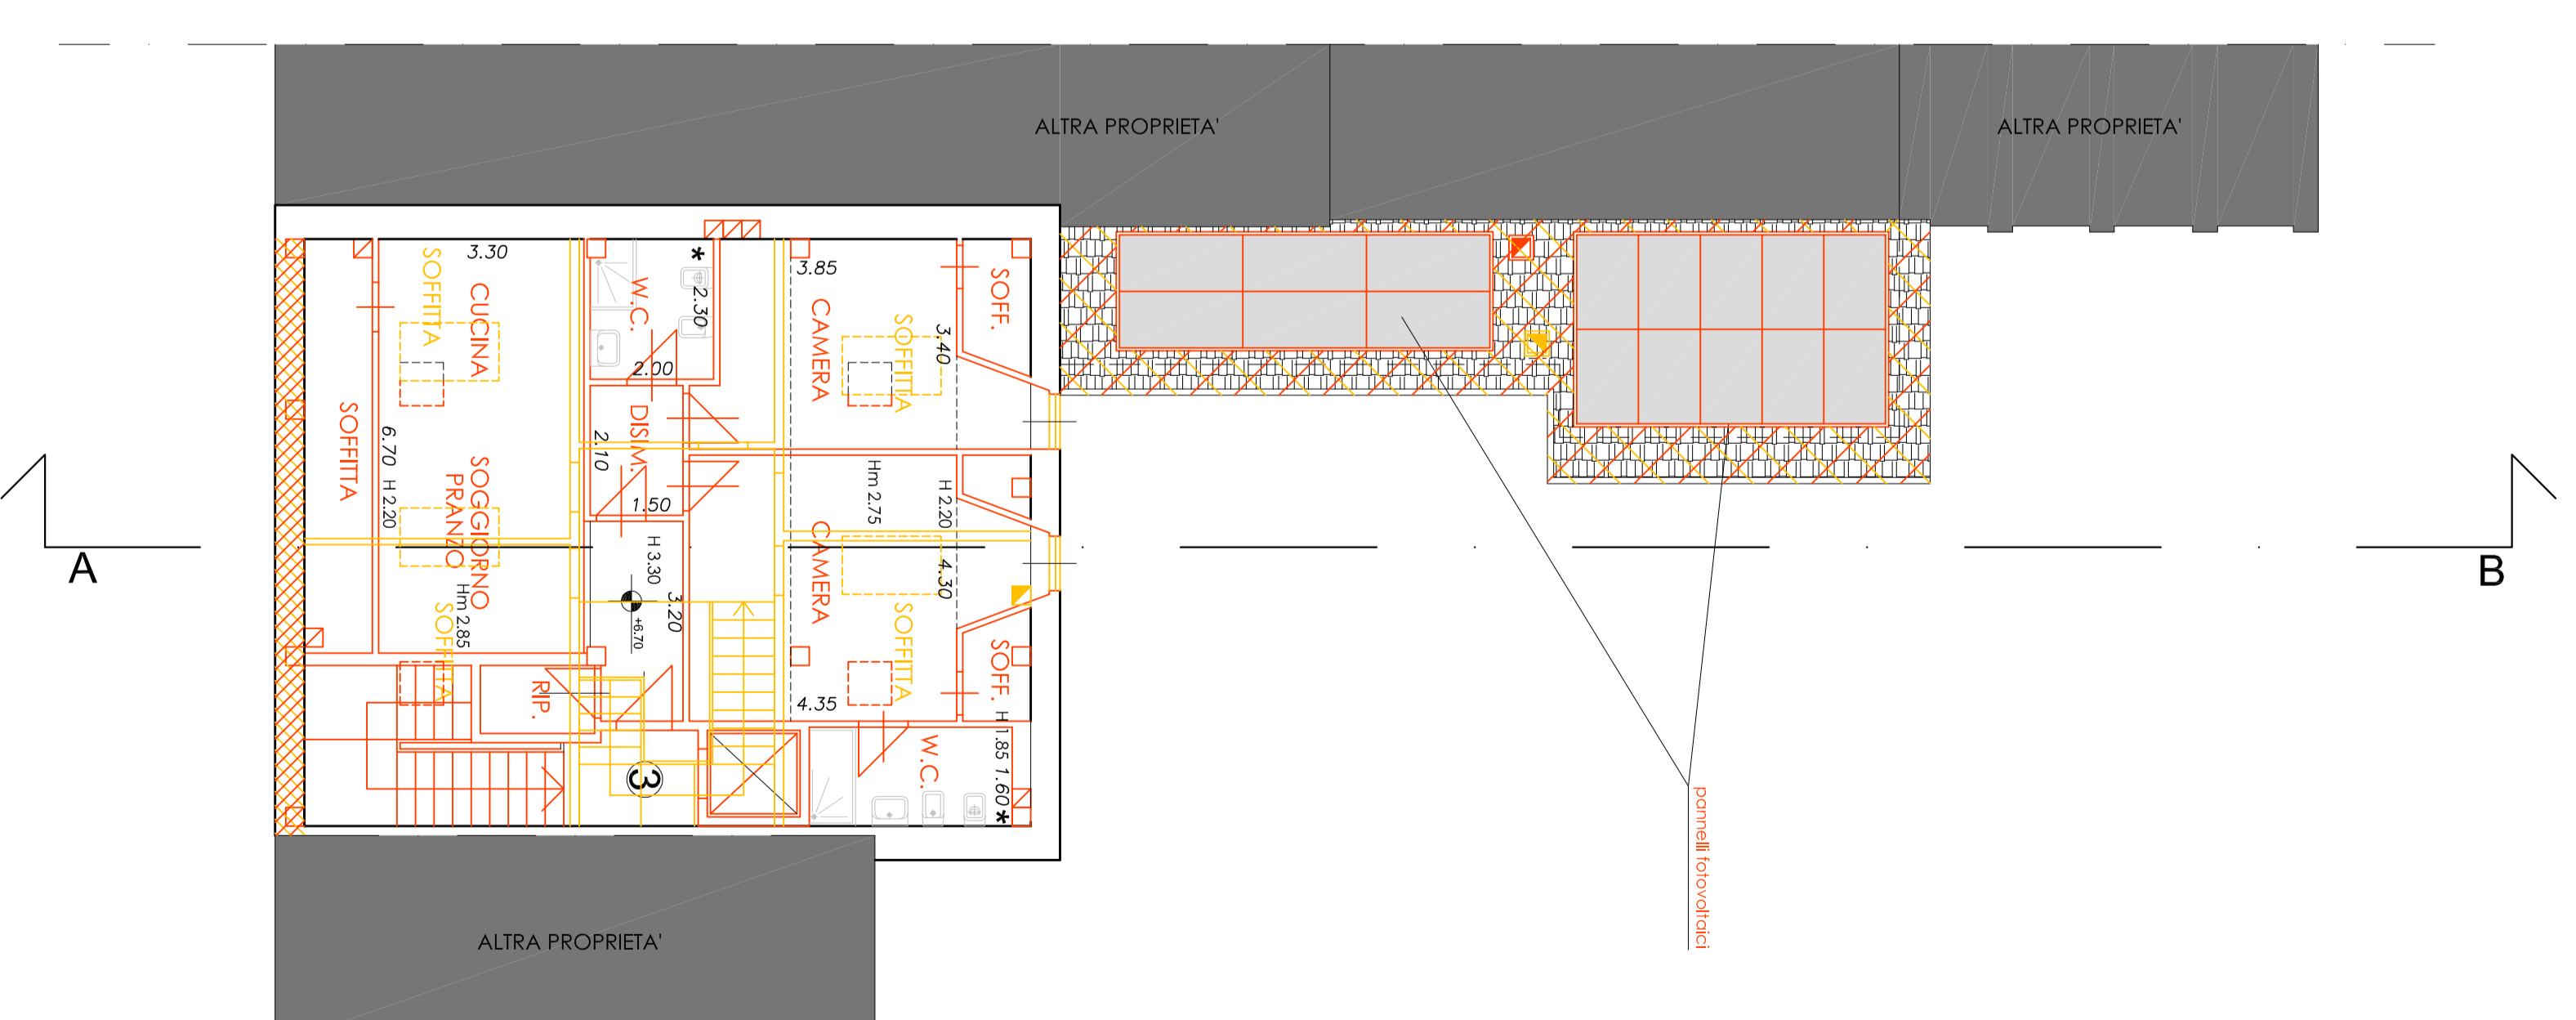 ALTRA PROPRIETA'
ALTRA PROPRIETA'
3.30
SOFFITTA
CUCINA
W.C.
*
2.30
2.00
3.85
CAMERA
SOFFITTA
3.40
SOFF.
SOFFITTA
6.70
H 2.20
SOGGIORNO
PRANZO
Hm 2.85
SOFFITTA
DISIM.
2.10
1.50
H 3.30
3.20
+6.70
Hm 2.75
H 2.20
CAMERA
4.30
SOFFITTA
4.35
SOFF.
RIP.
3
W.C.
H 1.85
1.60
*
A
B
pannelli fotovoltaici
ALTRA PROPRIETA'